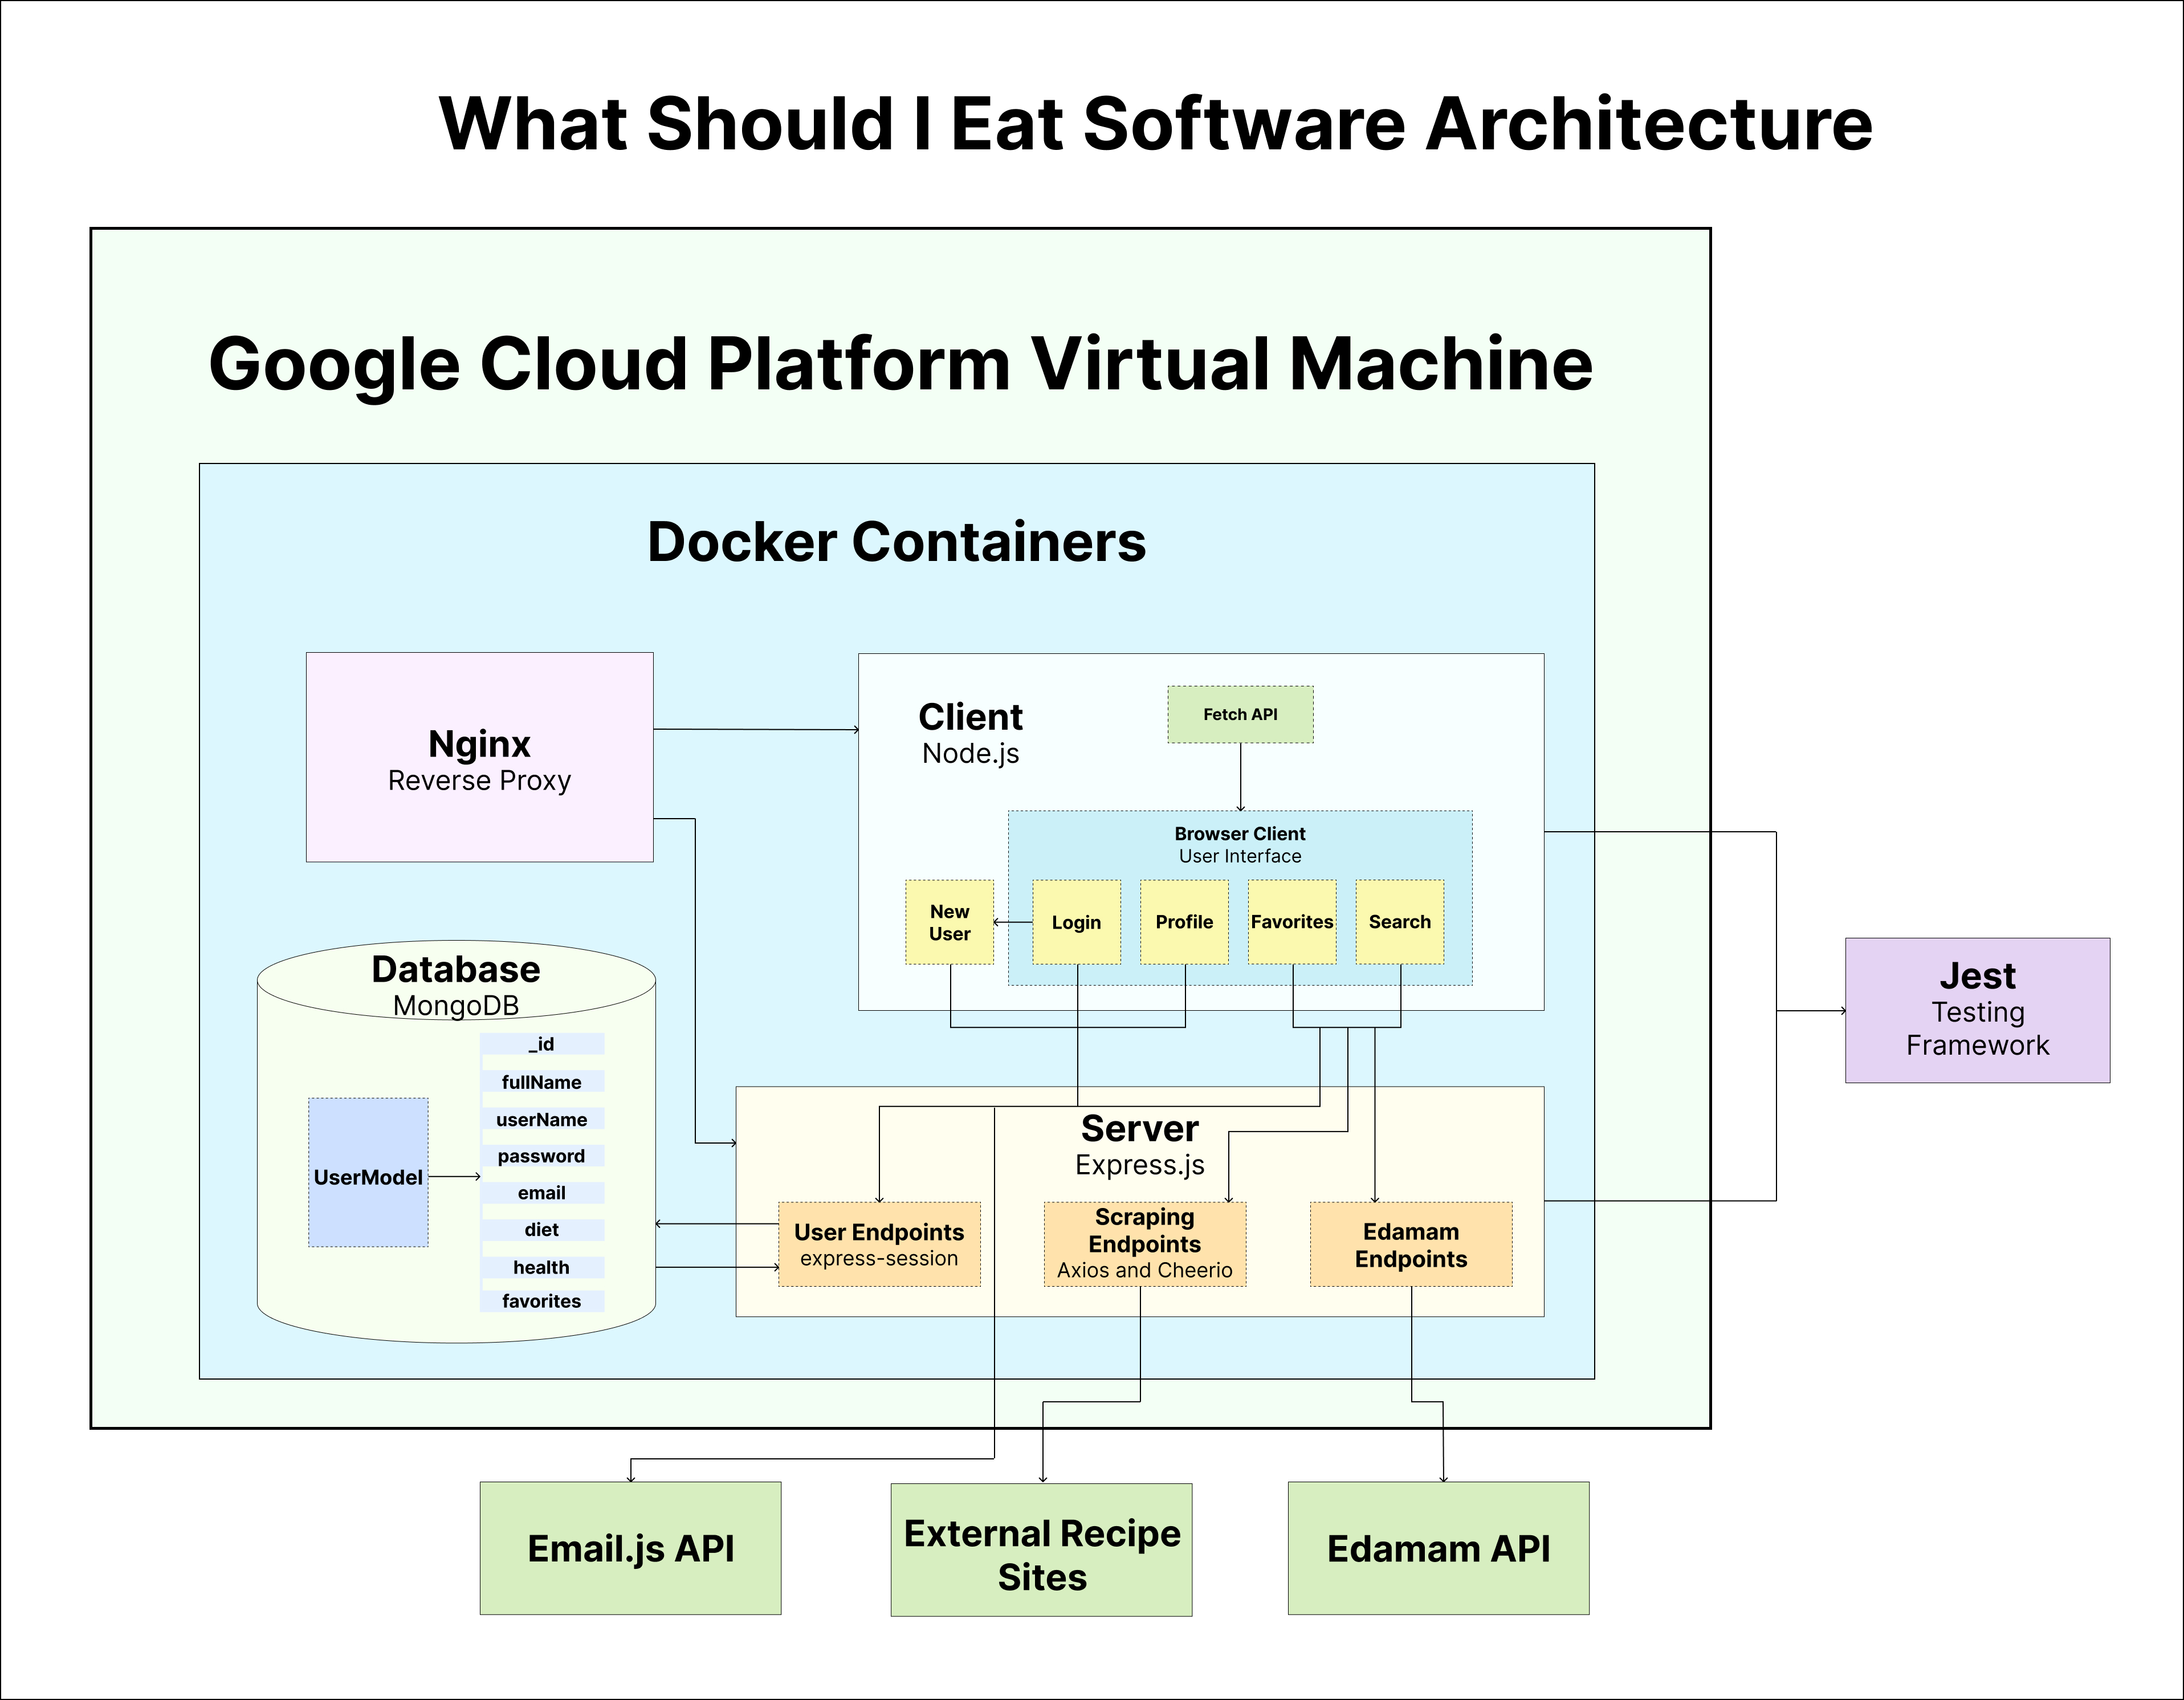 What Should I Eat Software Architecture
Google Cloud Platform Virtual Machine
Docker Containers
Nginx
Reverse Proxy
Client
Node.js
Fetch API
Browser Client
User Interface
New
User
Login
Profile
Favorites
Search
Database
MongoDB
UserModel
_id
fullName
userName
password
email
diet
health
favorites
Server
Express.js
User Endpoints
express-session
Scraping
Endpoints
Axios and Cheerio
Edamam
Endpoints
Jest
Testing
Framework
Email.js API
External Recipe
Sites
Edamam API